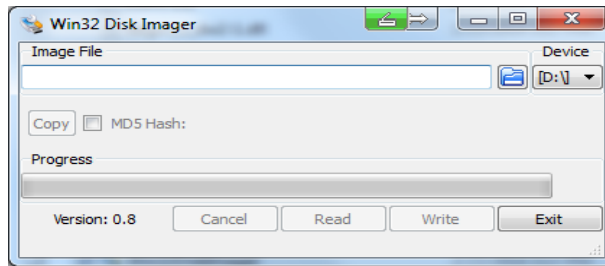 Win32 Disk Imager
Image File Device
[D:\]
Copy MD5 Hash:
Progress
Version: 0.8 Cancel Read Write Exit